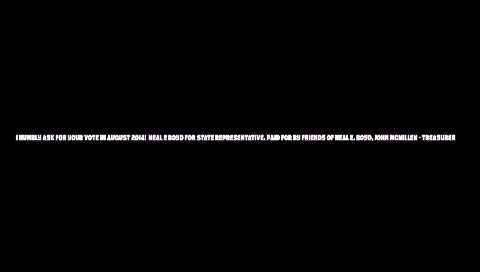 I HUMBLY ASK FOR YOUR VOTE IN AUGUST 2014! NEAL E BOYD FOR STATE REPRESENTATIVE. PAID FOR BY FRIENDS OF NEAL E. BOYD, JOHN MCMILLEN - TREASURER